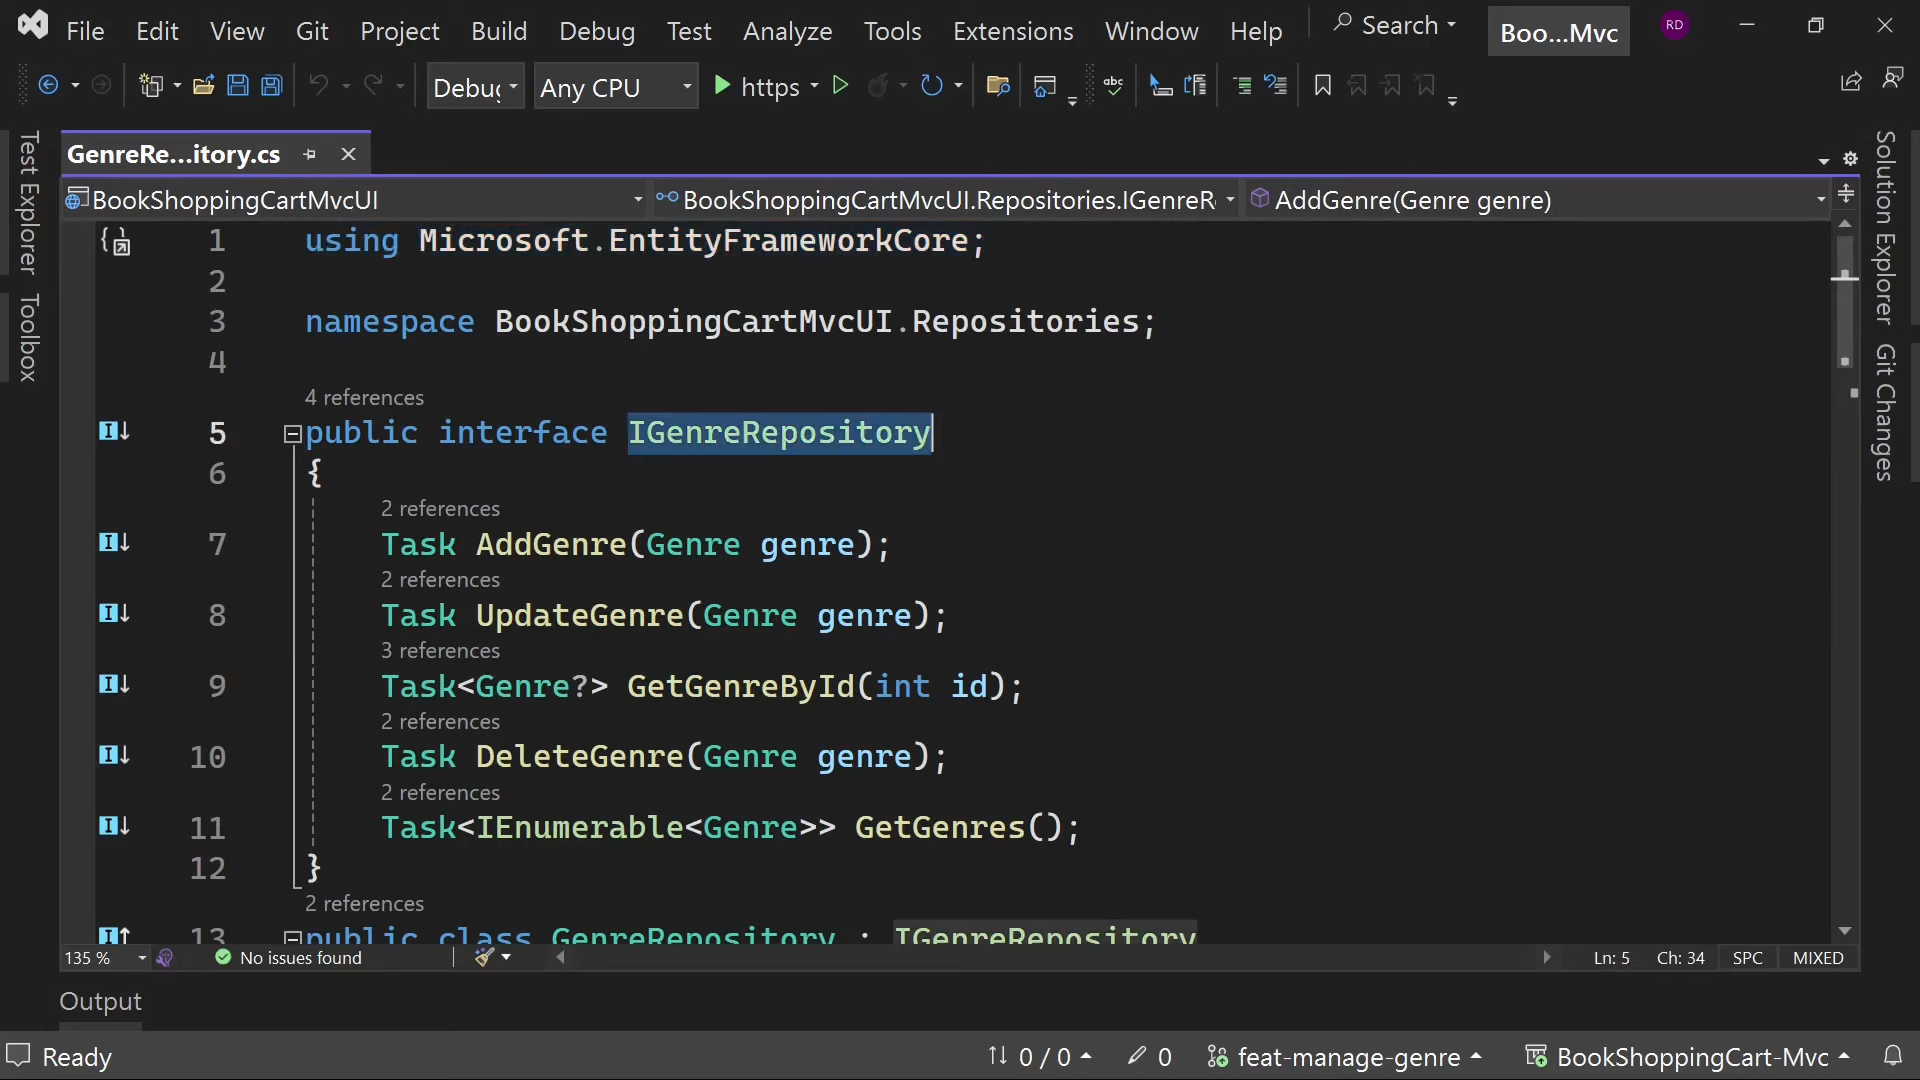 File Edit View Git Project Build Debug Test Analyze Tools Extensions Window Help Search Boo...Mvc RD
Debug Any CPU https abc
Test Explorer
Toolbox
GenreRe...itory.cs
BookShoppingCartMvcUI BookShoppingCartMvcUI.Repositories.IGenreR AddGenre(Genre genre)
1 using Microsoft.EntityFrameworkCore;
2
3 namespace BookShoppingCartMvcUI.Repositories;
4
4 references
5 public interface IGenreRepository
6 {
2 references
7 Task AddGenre(Genre genre);
2 references
8 Task UpdateGenre(Genre genre);
3 references
9 Task<Genre?> GetGenreById(int id);
2 references
10 Task DeleteGenre(Genre genre);
2 references
11 Task<IEnumerable<Genre>> GetGenres();
12 }
2 references
13 public class GenreRepository : IGenreRepository
135 % No issues found Ln: 5 Ch: 34 SPC MIXED
Solution Explorer
Git Changes
Output
Ready 0 / 0 0 feat-manage-genre BookShoppingCart-Mvc